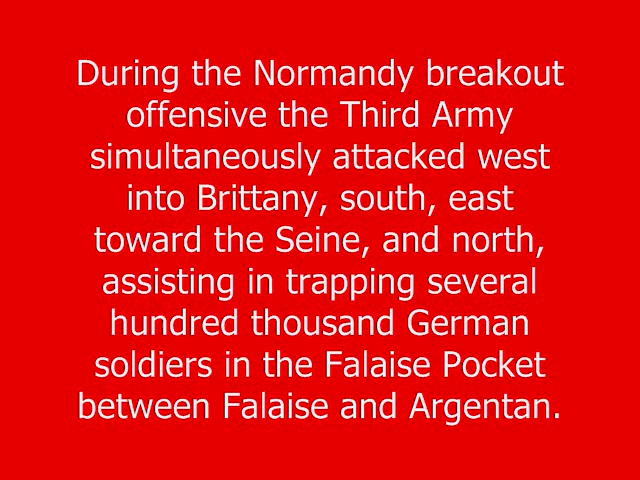 During the Normandy breakout
offensive the Third Army
simultaneously attacked west
into Brittany, south, east
toward the Seine, and north,
assisting in trapping several
hundred thousand German
soldiers in the Falaise Pocket
between Falaise and Argentan.